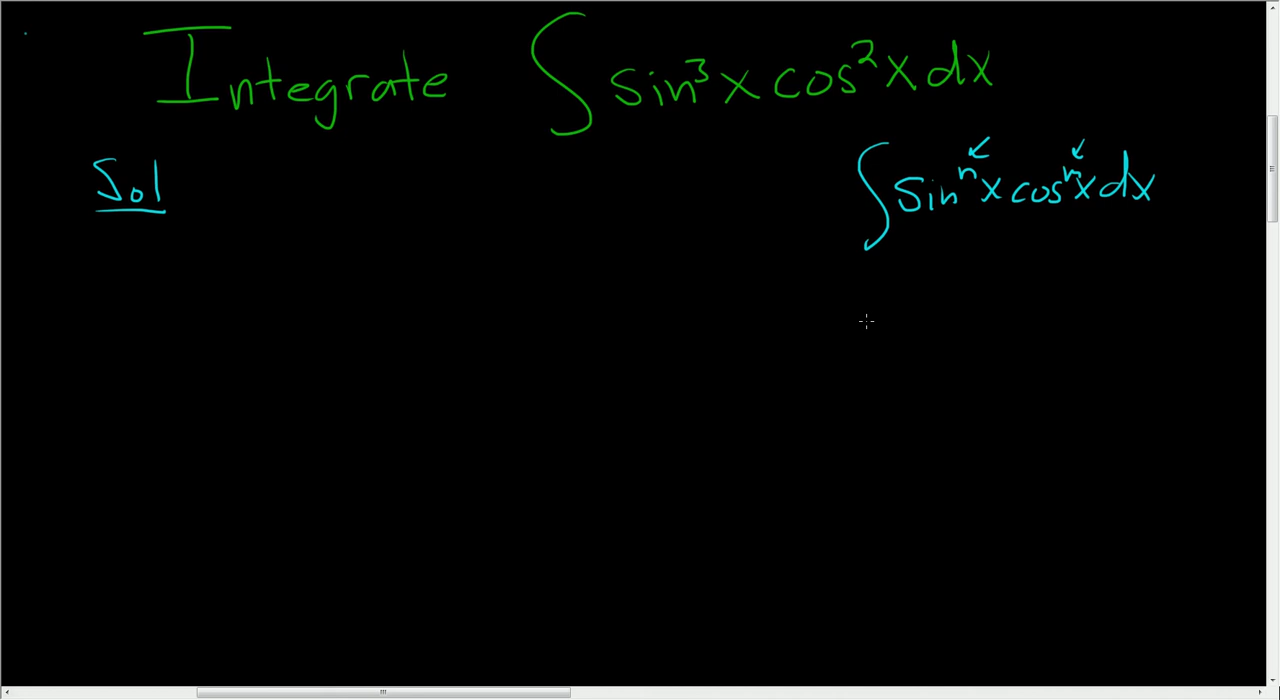 Integrate ∫ sin³x cos²x dx
Sol
∫ sinⁿx cosᵐx dx